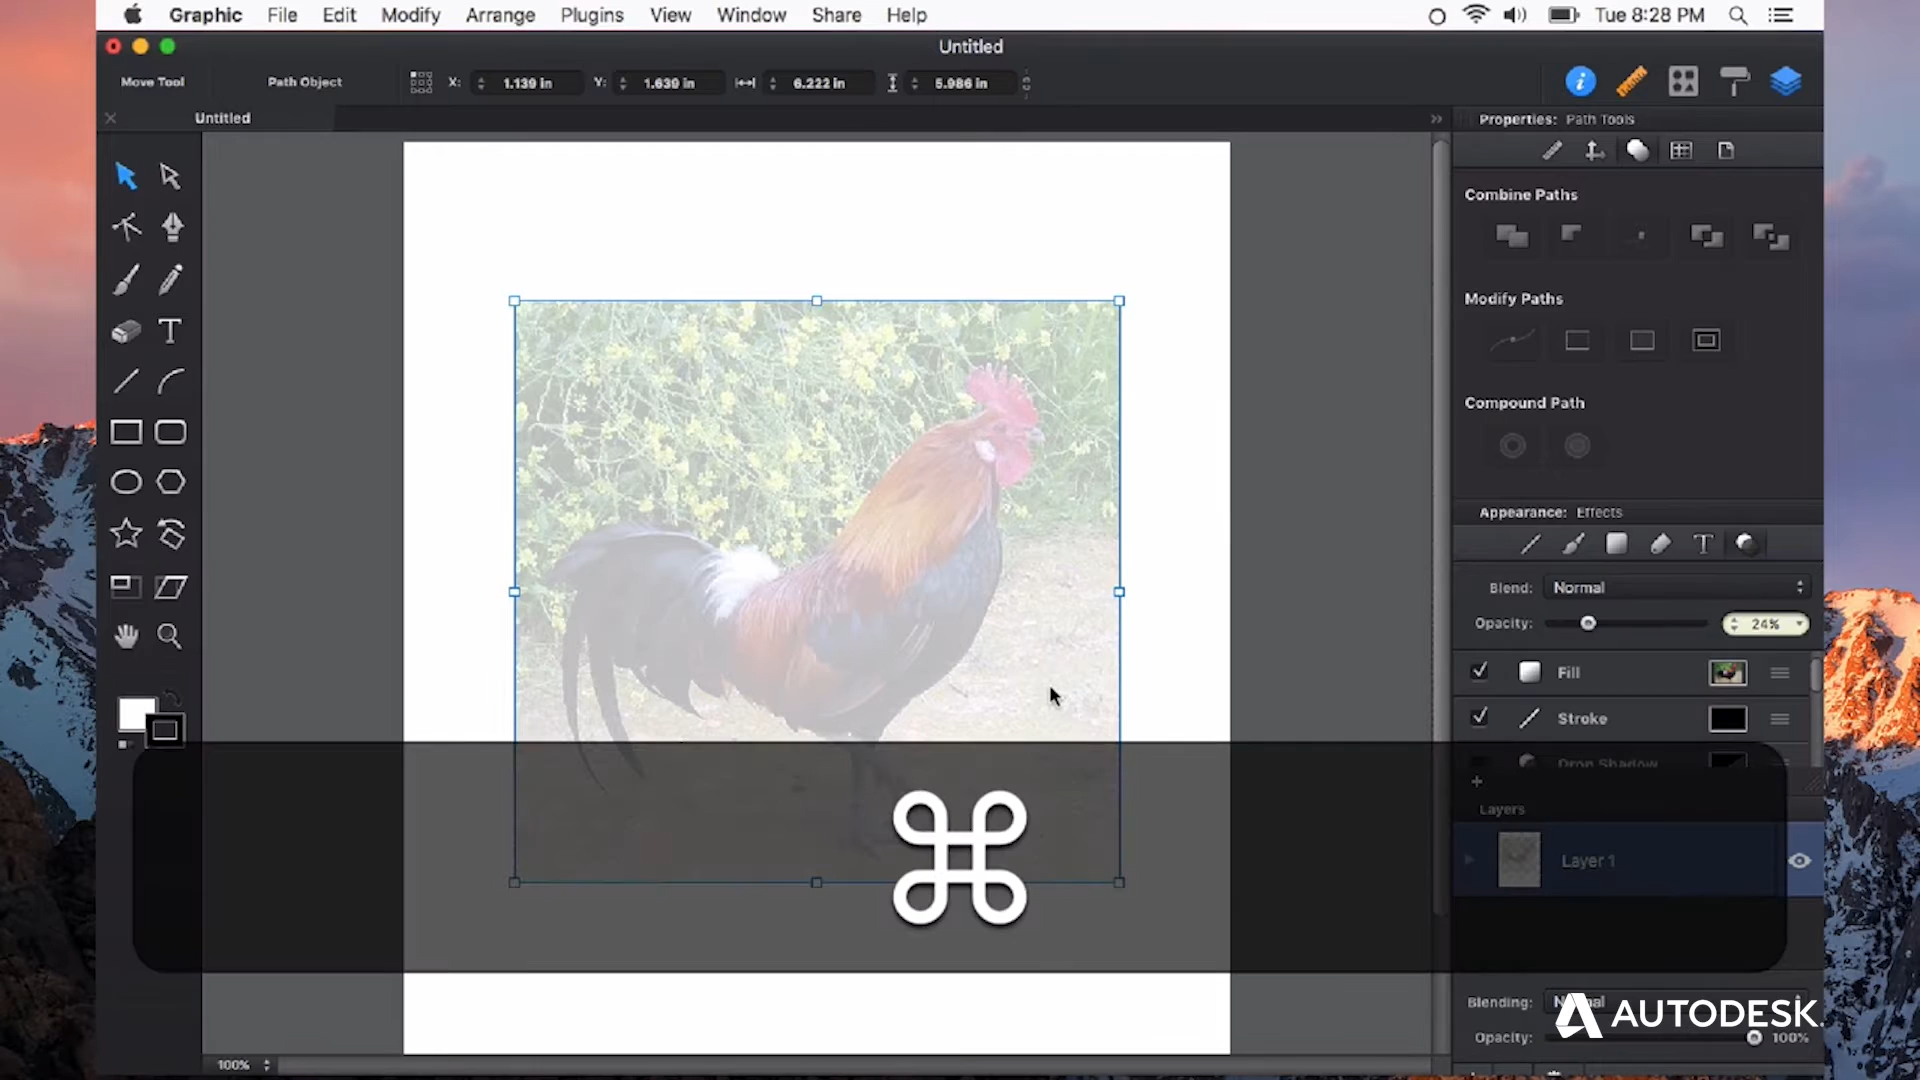 Graphic File Edit Modify Arrange Plugins View Window Share Help Tue 8:28 PM
Untitled
Move Tool Path Object X: 1.139 in Y: 1.639 in 6.222 in 5.986 in
Untitled
Properties: Path Tools
Combine Paths
Modify Paths
Compound Path
Appearance: Effects
Blend: Normal
Opacity: 24%
Fill
Stroke
Drop Shadow
Layers
Layer 1
Blending: Normal
AUTODESK.
Opacity: 100%
100%